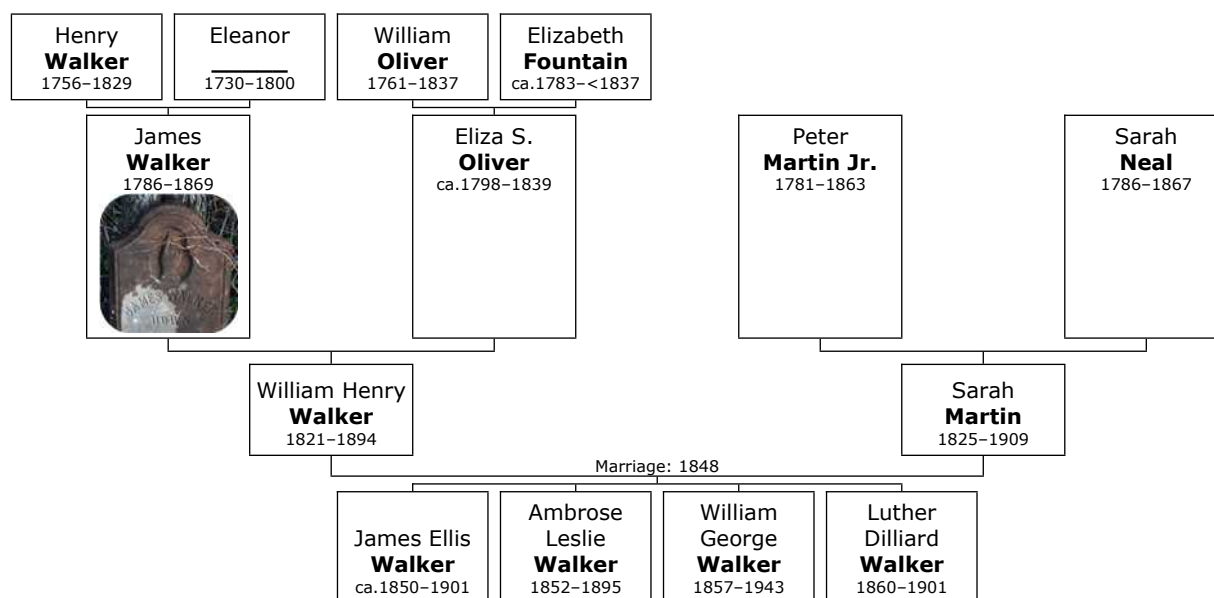 Henry
Walker
1756–1829
Eleanor
1730–1800
William
Oliver
1761–1837
Elizabeth
Fountain
ca.1783–<1837
James
Walker
1786–1869
JAMES WALKER
BORN
Eliza S.
Oliver
ca.1798–1839
Peter
Martin Jr.
1781–1863
Sarah
Neal
1786–1867
William Henry
Walker
1821–1894
Sarah
Martin
1825–1909
Marriage: 1848
James Ellis
Walker
ca.1850–1901
Ambrose
Leslie
Walker
1852–1895
William
George
Walker
1857–1943
Luther
Dilliard
Walker
1860–1901